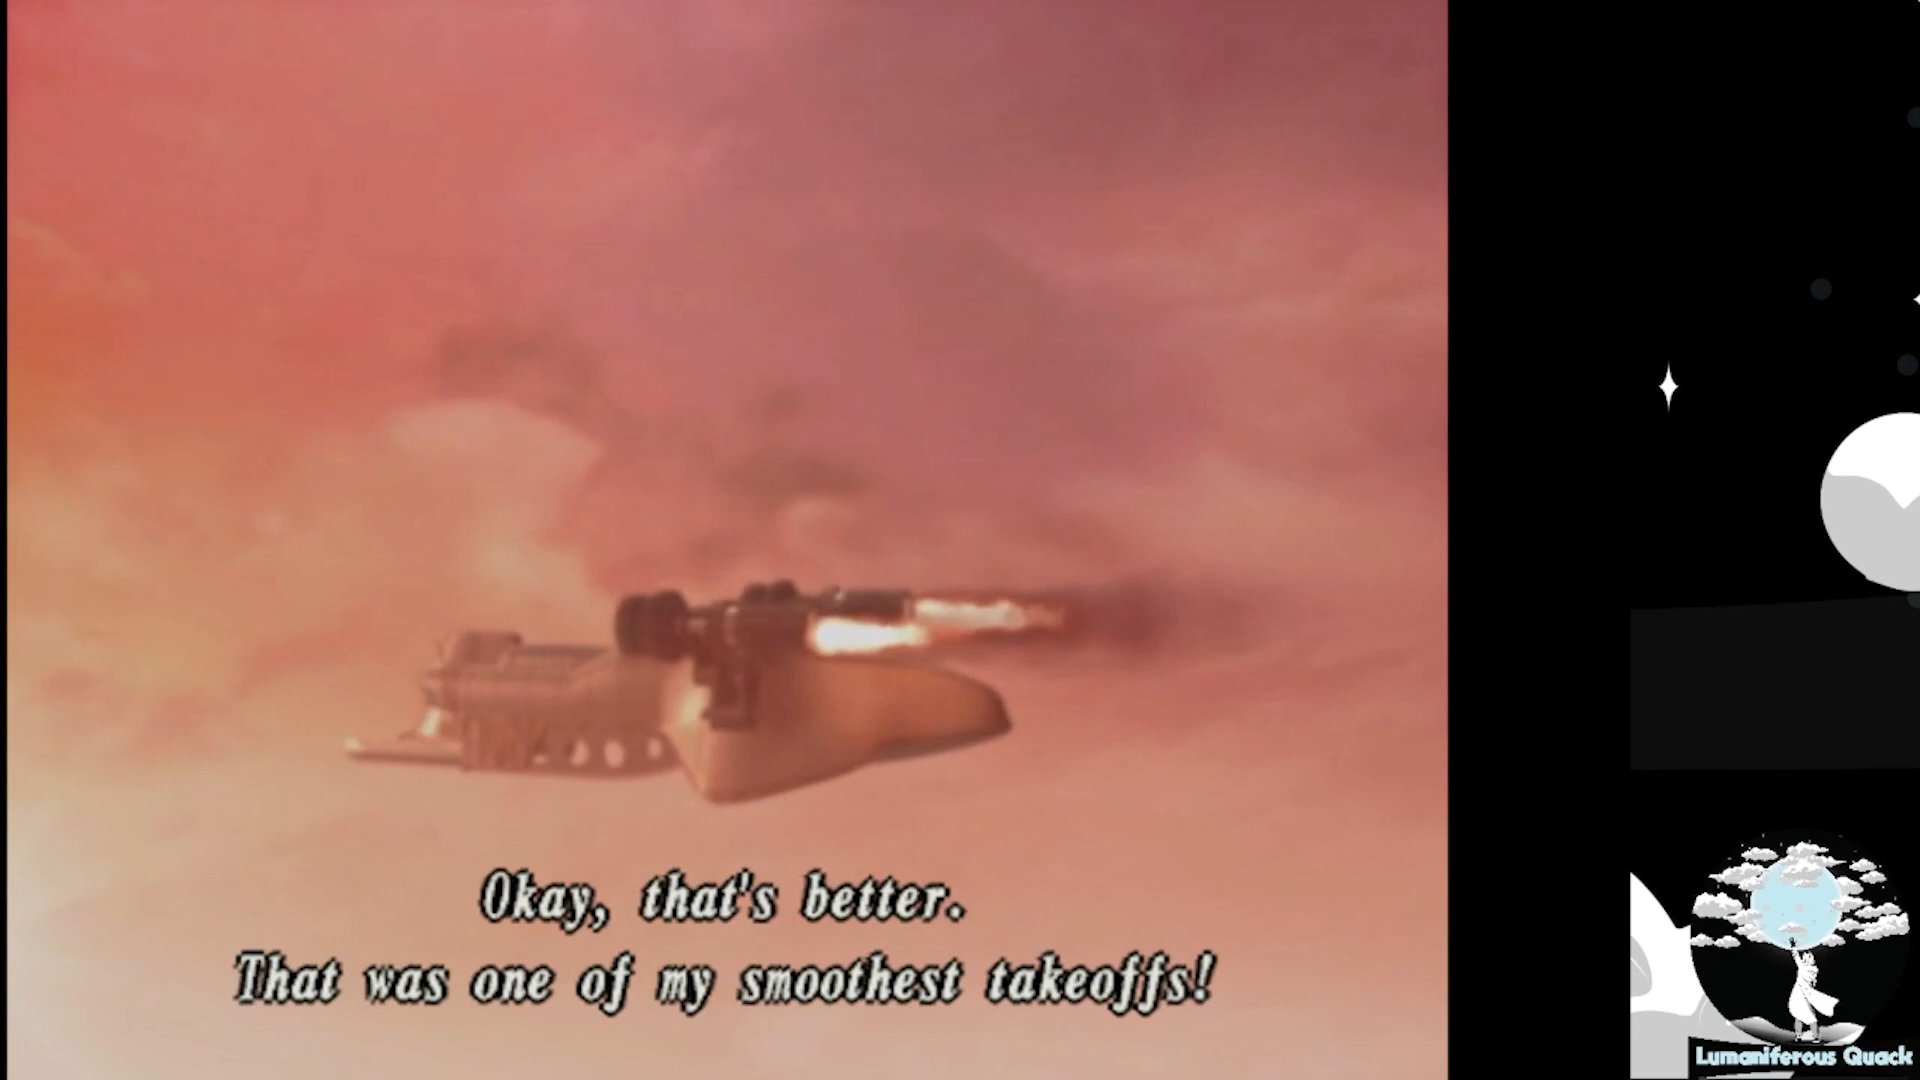 Okay, that's better.
That was one of my smoothest takeoffs!
Lumaniferous Quack